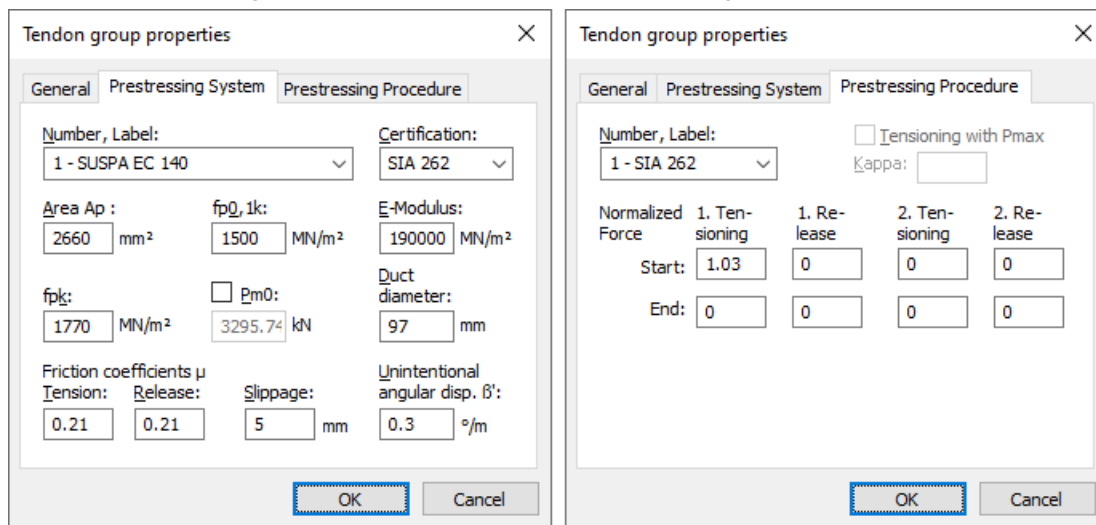 Tendon group properties
General Prestressing System Prestressing Procedure
Number, Label: Certification:
1 - SUSPA EC 140 SIA 262
Area Ap : fp0,1k: E-Modulus:
2660 mm² 1500 MN/m² 190000 MN/m²
fpk: Pm0: Duct diameter:
1770 MN/m² 3295.74 kN 97 mm
Friction coefficients µ Unintentional
Tension: Release: Slippage: angular disp. ß':
0.21 0.21 5 mm 0.3 °/m
OK Cancel
Tendon group properties
General Prestressing System Prestressing Procedure
Number, Label: Tensioning with Pmax
1 - SIA 262 Kappa:
Normalized 1. Ten- 1. Re- 2. Ten- 2. Re-
Force sioning lease sioning lease
Start: 1.03 0 0 0
End: 0 0 0 0
OK Cancel